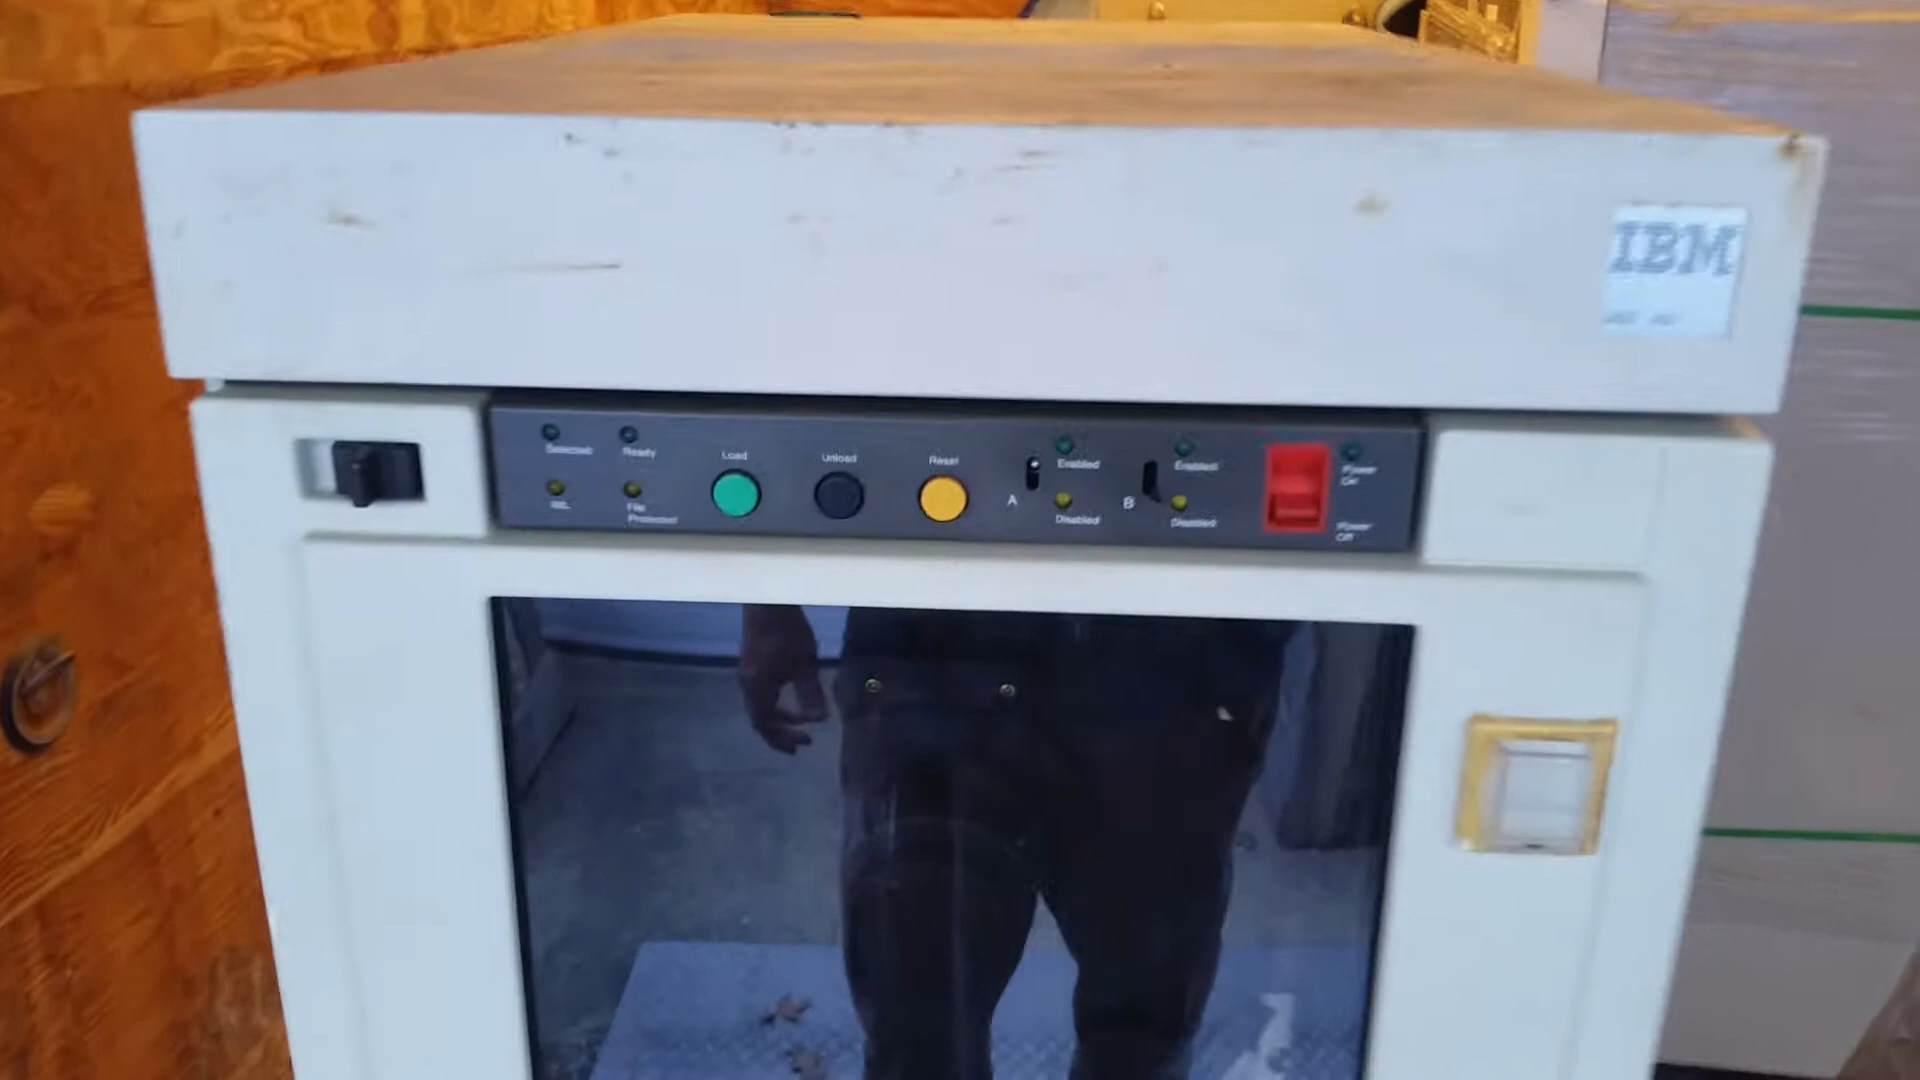 IBM
Selected
Ready
File
Protected
Load
Unload
Reset
A
Enabled
Disabled
B
Enabled
Disabled
Power
On
Power
Off